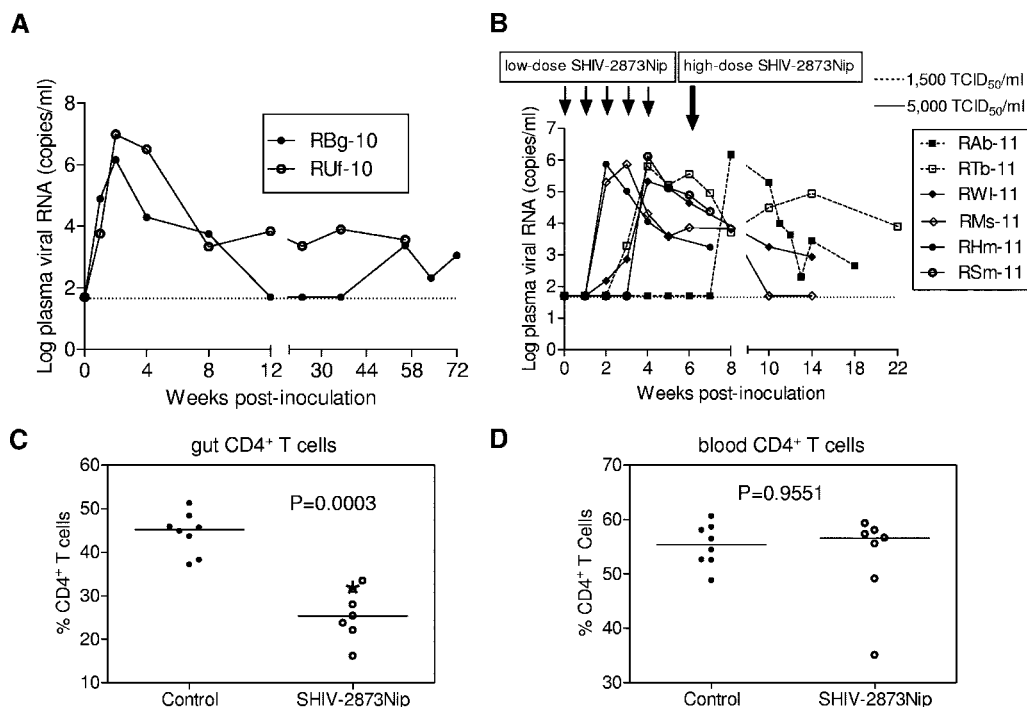 A
Log plasma viral RNA (copies/ml)
8
6
4
2
0
RBg-10
RUf-10
0 4 8 12 30 44 58 72
Weeks post-inoculation
B
low-dose SHIV-2873Nip
high-dose SHIV-2873Nip
1,500 TCID50/ml
5,000 TCID50/ml
Log plasma viral RNA (copies/ml)
7
6
5
4
3
2
1
0
RAb-11
RTb-11
RWl-11
RMs-11
RHm-11
RSm-11
0 2 4 6 8 10 14 18 22
Weeks post-inoculation
C
gut CD4+ T cells
% CD4+ T Cells
60
50
40
30
20
10
P=0.0003
Control
SHIV-2873Nip
D
blood CD4+ T cells
% CD4+ T Cells
70
60
50
40
30
P=0.9551
Control
SHIV-2873Nip